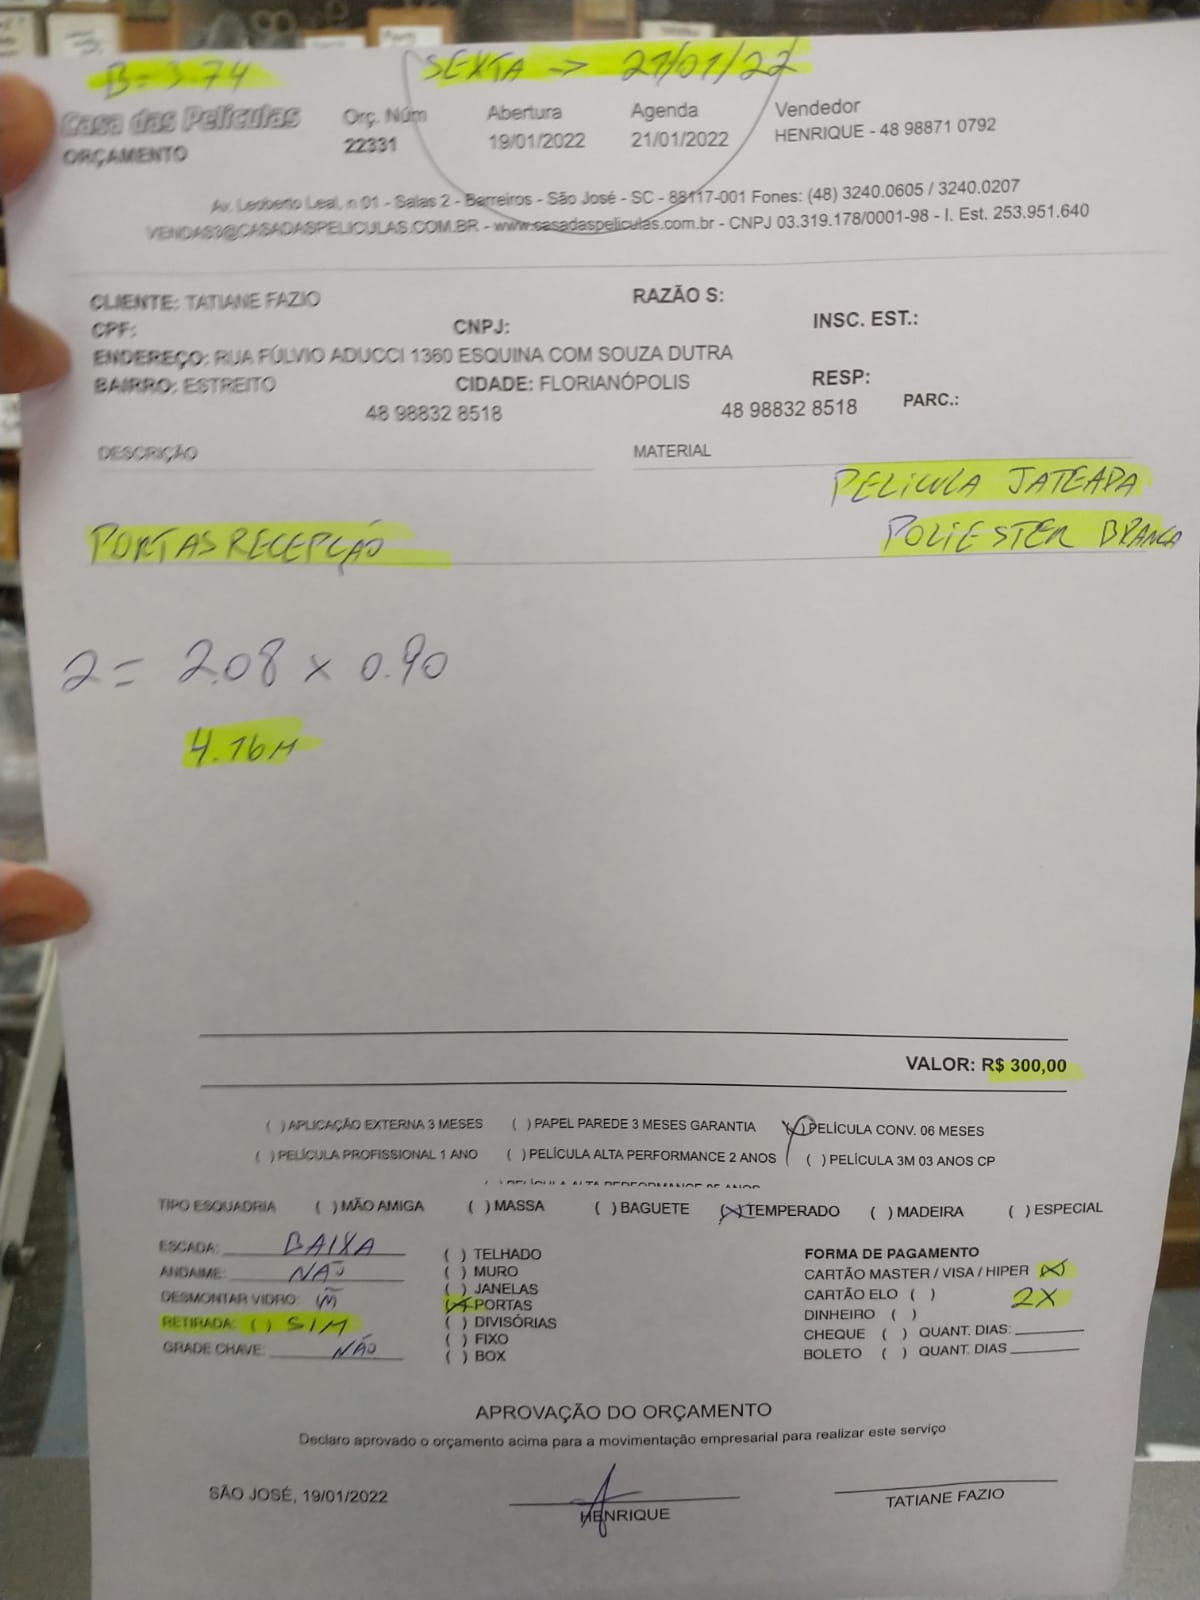 B= 3.74
SEXTA -> 21/01/22
Casa das Películas
ORÇAMENTO
Orç. Núm
22331
Abertura
19/01/2022
Agenda
21/01/2022
Vendedor
HENRIQUE - 48 98871 0792
Av. Leoberto Leal, n 01 - Salas 2 - Barreiros - São José - SC - 88117-001 Fones: (48) 3240.0605 / 3240.0207
VENDAS3@CASADASPELICULAS.COM.BR - www.casadaspeliculas.com.br - CNPJ 03.319.178/0001-98 - I. Est. 253.951.640
CLIENTE: TATIANE FAZIO RAZÃO S:
CPF: CNPJ: INSC. EST.:
ENDEREÇO: RUA FÚLVIO ADUCCI 1360 ESQUINA COM SOUZA DUTRA
BAIRRO: ESTREITO CIDADE: FLORIANÓPOLIS RESP:
48 98832 8518 48 98832 8518 PARC.:
DESCRIÇÃO MATERIAL
PELICULA JATEADA
PORTAS RECEPÇÃO POLIESTER BRANCA
2= 2.08 x 0.90
4.16M
VALOR: R$ 300,00
( ) APLICAÇÃO EXTERNA 3 MESES ( ) PAPEL PAREDE 3 MESES GARANTIA (X) PELÍCULA CONV. 06 MESES
( ) PELÍCULA PROFISSIONAL 1 ANO ( ) PELÍCULA ALTA PERFORMANCE 2 ANOS ( ) PELÍCULA 3M 03 ANOS CP
TIPO ESQUADRIA ( ) MÃO AMIGA ( ) MASSA ( ) BAGUETE (X) TEMPERADO ( ) MADEIRA ( ) ESPECIAL
ESCADA: BAIXA
ANDAIME: NÃO
DESMONTAR VIDRO: Ñ
RETIRADA: ( ) SIM
GRADE CHAVE: NÃO
( ) TELHADO
( ) MURO
( ) JANELAS
(X) PORTAS
( ) DIVISÓRIAS
( ) FIXO
( ) BOX
FORMA DE PAGAMENTO
CARTÃO MASTER / VISA / HIPER (X)
CARTÃO ELO ( ) 2X
DINHEIRO ( )
CHEQUE ( ) QUANT. DIAS:
BOLETO ( ) QUANT. DIAS
APROVAÇÃO DO ORÇAMENTO
Declaro aprovado o orçamento acima para a movimentação empresarial para realizar este serviço
SÃO JOSÉ, 19/01/2022
HENRIQUE
TATIANE FAZIO